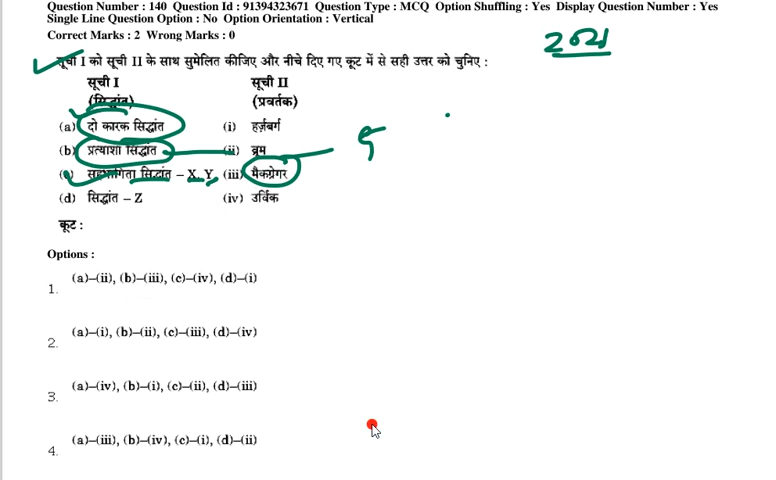 Question Number : 140 Question Id : 91394323671 Question Type : MCQ Option Shuffling : Yes Display Question Number : Yes
Single Line Question Option : No Option Orientation : Vertical
Correct Marks : 2 Wrong Marks : 0
2021
सूची I को सूची II के साथ सुमेलित कीजिए और नीचे दिए गए कूट में से सही उत्तर को चुनिए :
सूची I सूची II
(सिद्धांत) (प्रवर्तक)
(a) दो कारक सिद्धांत (i) हर्ज़बर्ग
(b) प्रत्याशा सिद्धांत (ii) ब्रूम
(c) सहभागिता सिद्धांत – X, Y (iii) मैकग्रेगर
(d) सिद्धांत – Z (iv) उर्विक
कूट :
Options :
1. (a)–(ii), (b)–(iii), (c)–(iv), (d)–(i)
2. (a)–(i), (b)–(ii), (c)–(iii), (d)–(iv)
3. (a)–(iv), (b)–(i), (c)–(ii), (d)–(iii)
4. (a)–(iii), (b)–(iv), (c)–(i), (d)–(ii)